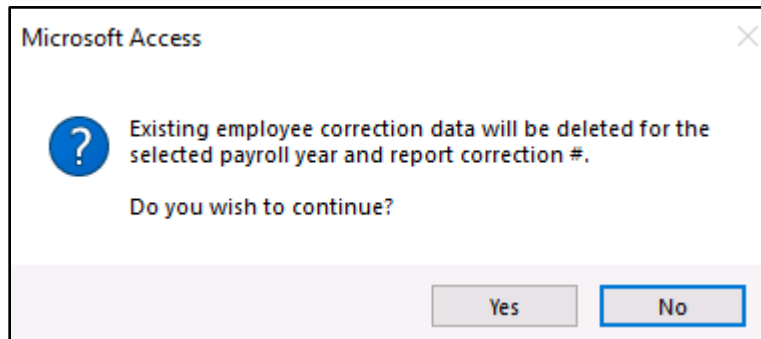 Microsoft Access
Existing employee correction data will be deleted for the
selected payroll year and report correction #.
Do you wish to continue?
Yes
No